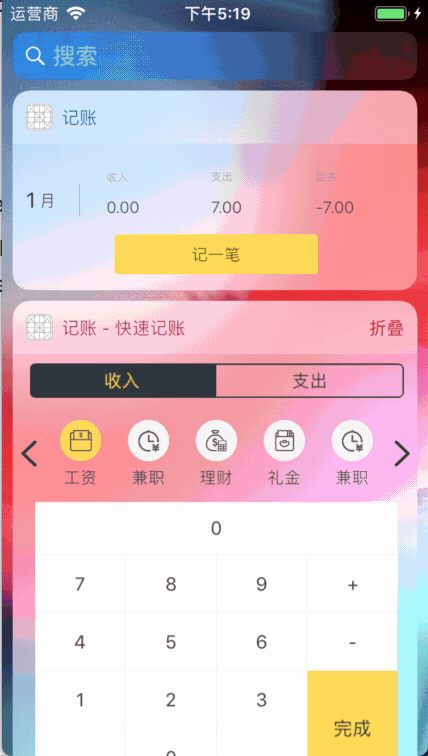 运营商 下午5:19
搜索
记账
收入 支出 结余
1月 0.00 7.00 -7.00
记一笔
记账 - 快速记账 折叠
收入 支出
工资 兼职 理财 礼金 兼职
0
7 8 9 +
4 5 6 -
1 2 3
完成
0